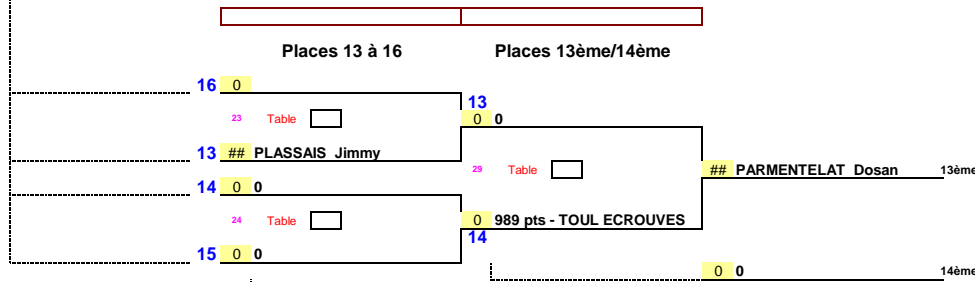 Places 13 à 16 Places 13ème/14ème
16 0
13
23 Table 0 0
13 ## PLASSAIS Jimmy
29 Table ## PARMENTELAT Dosan 13ème
14 0 0
24 Table 0 989 pts - TOUL ECROUVES
14
15 0 0
0 0 14ème